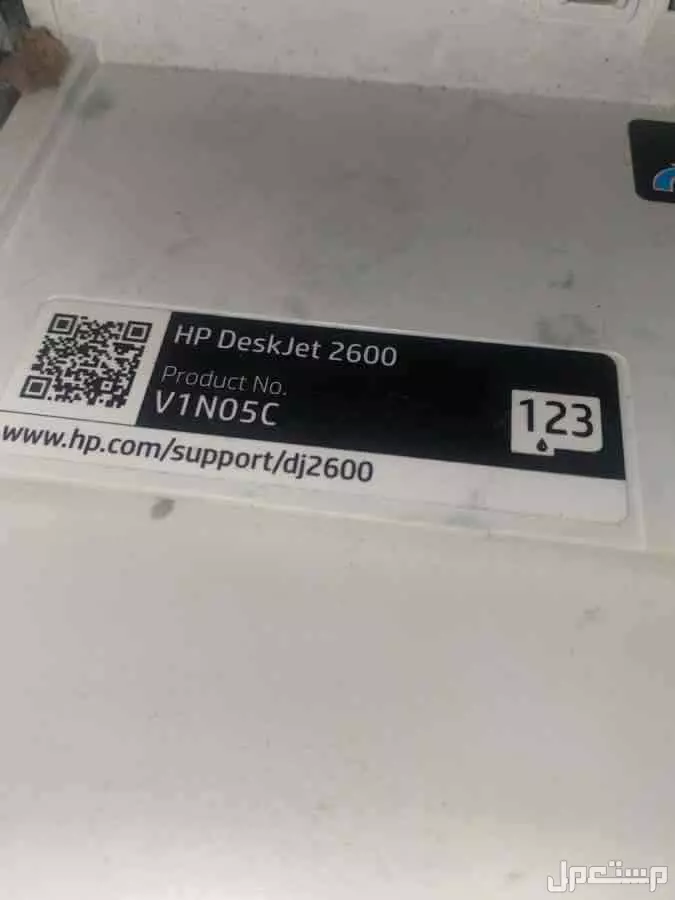 HP DeskJet 2600
Product No.
V1N05C
123
www.hp.com/support/dj2600
مستعمل